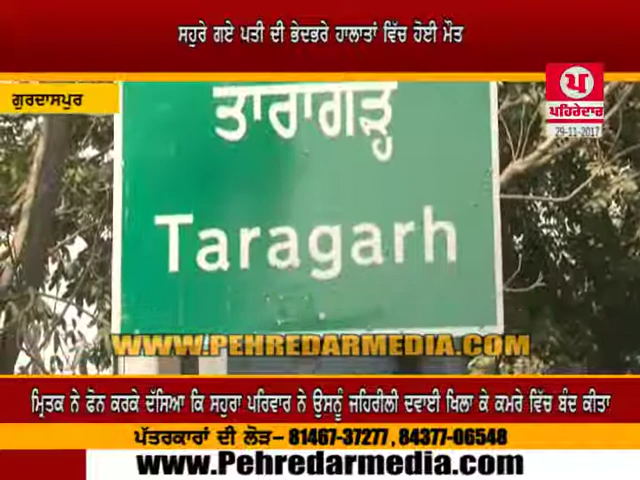 ਸਹੁਰੇ ਗਏ ਪਤੀ ਦੀ ਭੇਦਭਰੇ ਹਾਲਾਤਾਂ ਵਿੱਚ ਹੋਈ ਮੌਤ
ਗੁਰਦਾਸਪੁਰ
ਪ
ਪਹਿਰੇਦਾਰ
29-11-2017
ਤਾਰਾਗੜ੍ਹ
Taragarh
WWW.PEHREDARMEDIA.COM
ਮ੍ਰਿਤਕ ਨੇ ਫੋਨ ਕਰਕੇ ਦੱਸਿਆ ਕਿ ਸਹੁਰਾ ਪਰਿਵਾਰ ਨੇ ਉਸਨੂੰ ਜਹਿਰੀਲੀ ਦਵਾਈ ਖਿਲਾ ਕੇ ਕਮਰੇ ਵਿੱਚ ਬੰਦ ਕੀਤਾ
ਪੱਤਰਕਾਰਾਂ ਦੀ ਲੋੜ– 81467-37277 , 84377-06548
www.Pehredarmedia.com